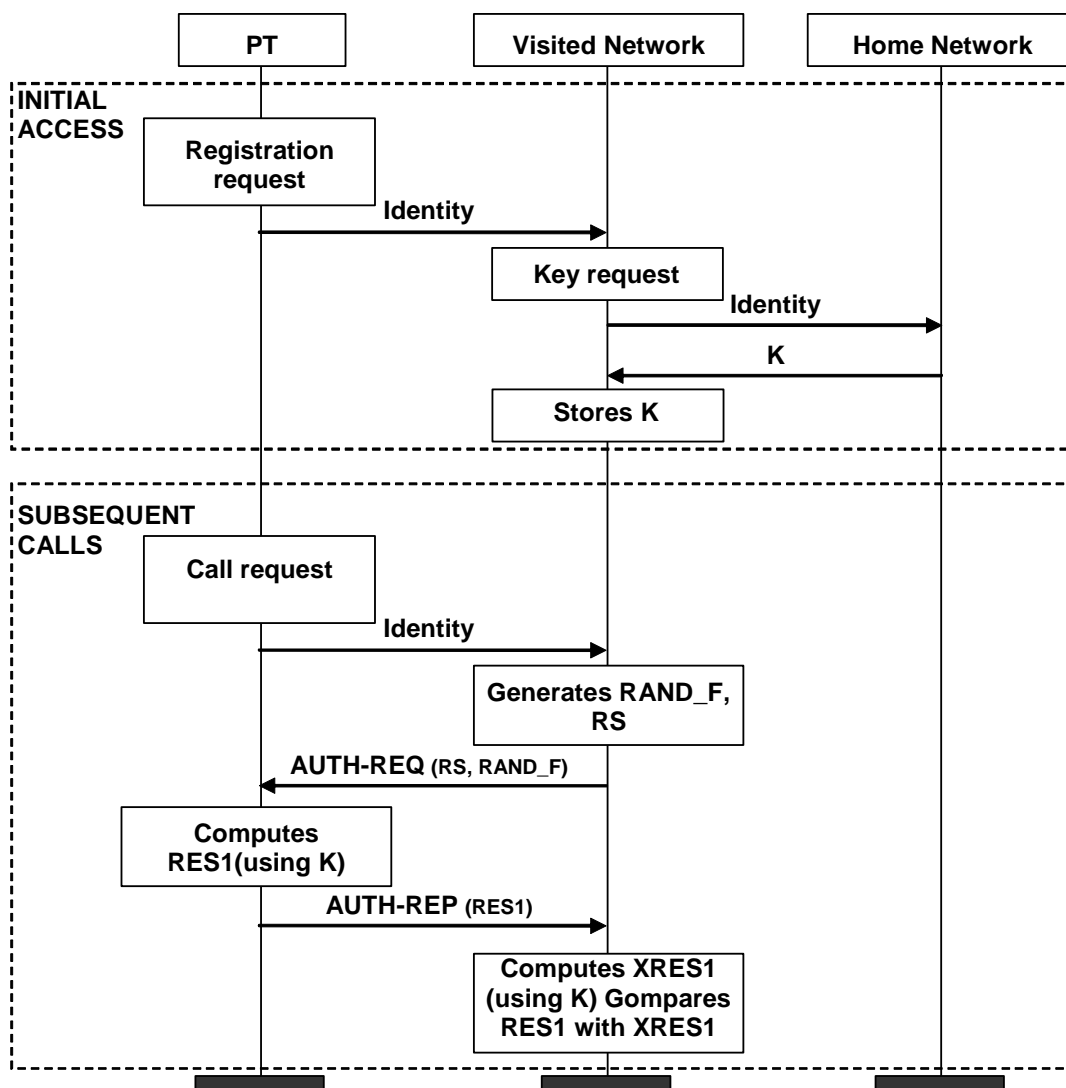 PT
Visited Network
Home Network
INITIAL
ACCESS
Registration
request
Identity
Key request
Identity
K
Stores K
SUBSEQUENT
CALLS
Call request
Identity
Generates RAND_F,
RS
AUTH-REQ (RS, RAND_F)
Computes
RES1(using K)
AUTH-REP (RES1)
Computes XRES1
(using K) Gompares
RES1 with XRES1